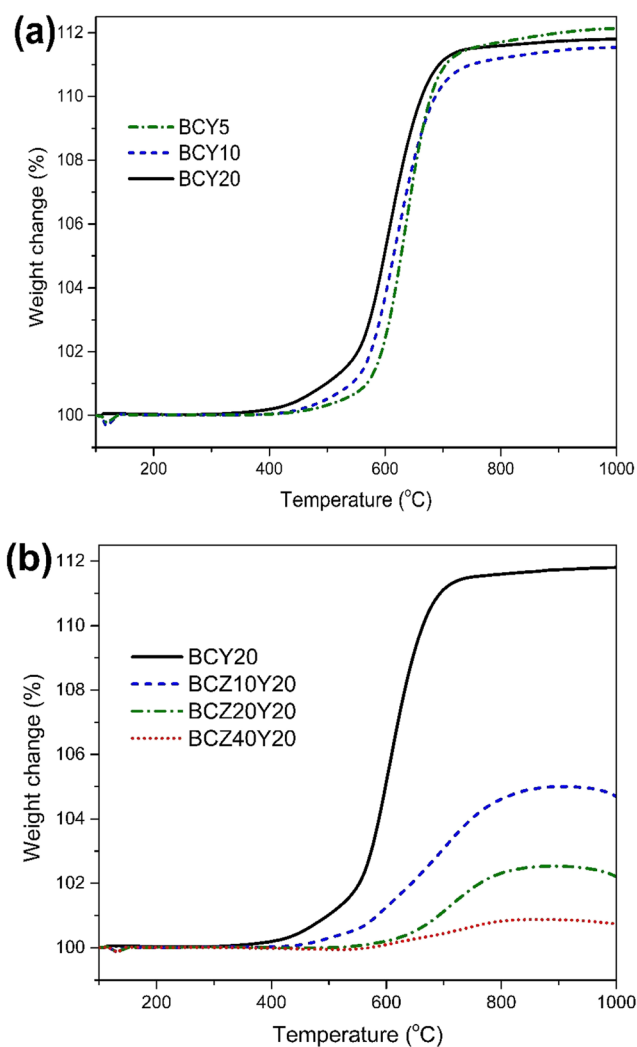 (a)
112
110
108
106
104
102
100
Weight change (%)
BCY5
BCY10
BCY20
200
400
600
800
1000
Temperature (°C)
(b)
112
110
108
106
104
102
100
Weight change (%)
BCY20
BCZ10Y20
BCZ20Y20
BCZ40Y20
200
400
600
800
1000
Temperature (°C)